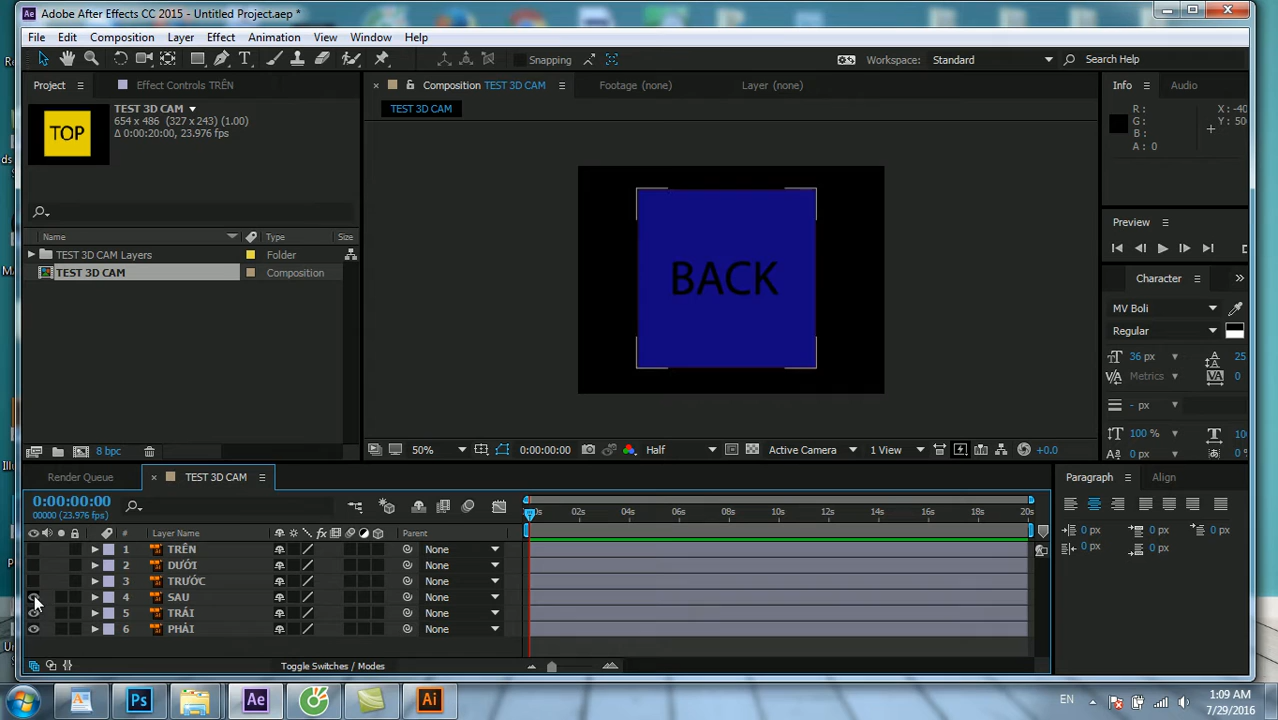 Adobe After Effects CC 2015 - Untitled Project.aep *
File Edit Composition Layer Effect Animation View Window Help
Snapping
Workspace: Standard
Search Help
Project
Effect Controls TRÊN
Composition TEST 3D CAM
Footage (none)
Layer (none)
Info
Audio
TEST 3D CAM
654 x 486 (327 x 243) (1.00)
Δ 0:00:20:00, 23.976 fps
TOP
TEST 3D CAM
R:
G:
B:
A: 0
X: -40
Name Type Size
TEST 3D CAM Layers Folder
TEST 3D CAM Composition
BACK
Preview
Character
MV Boli
Regular
36 px
25
Metrics
0
- px
100 %
0 px
8 bpc
50%
0:00:00:00
Half
Active Camera
1 View
+0.0
Render Queue
TEST 3D CAM
Paragraph
Align
0:00:00:00
00000 (23.976 fps)
02s 04s 06s 08s 10s 12s 14s 16s 18s 20s
# Layer Name
Parent
1 TRÊN None
2 DƯỚI None
3 TRƯỚC None
4 SAU None
5 TRÁI None
6 PHẢI None
0 px 0 px 0 px
0 px 0 px
Toggle Switches / Modes
Ps
Ae
Ai
EN
1:09 AM
7/29/2016